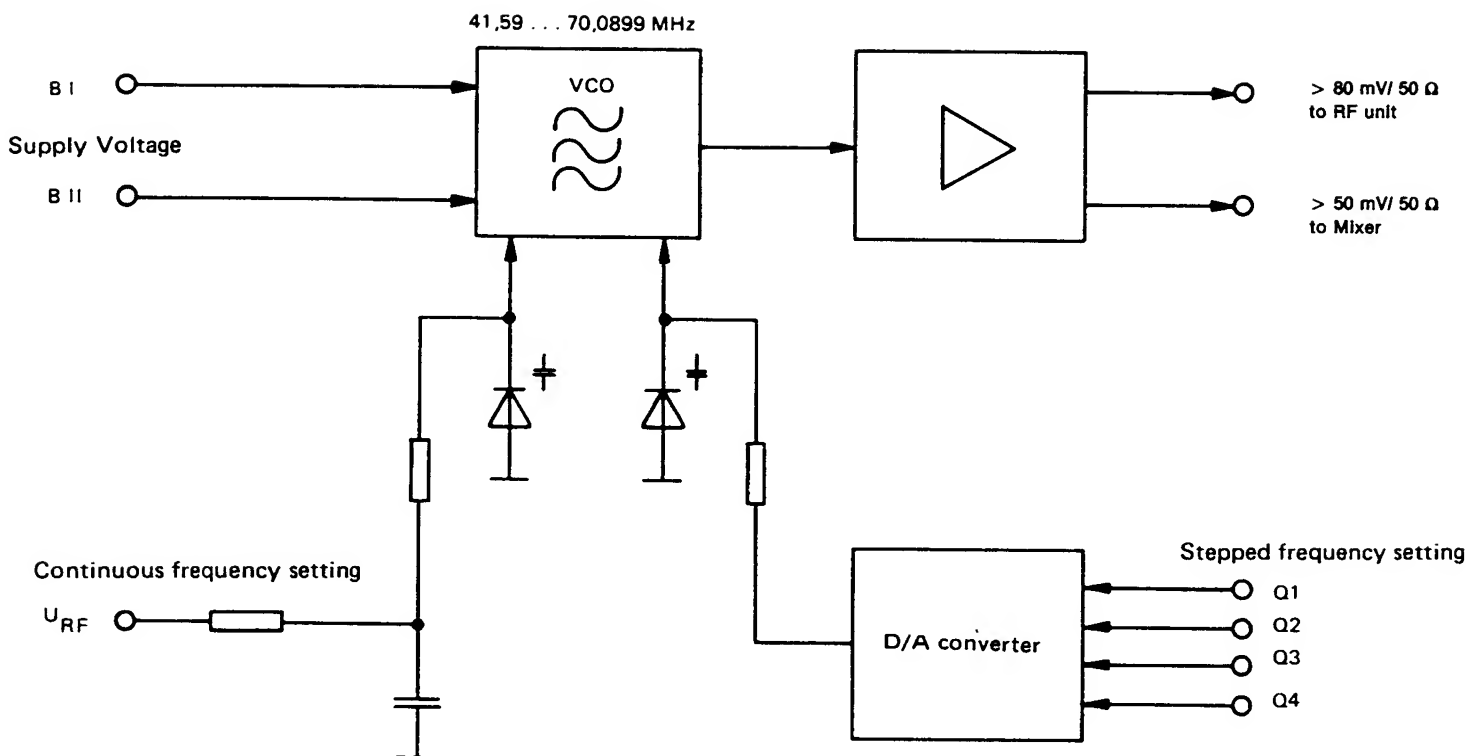 41,59 . . . 70,0899 MHz
B I
Supply Voltage
B II
VCO
> 80 mV/ 50 Ω
to RF unit
> 50 mV/ 50 Ω
to Mixer
Continuous frequency setting
URF
D/A converter
Stepped frequency setting
Q1
Q2
Q3
Q4